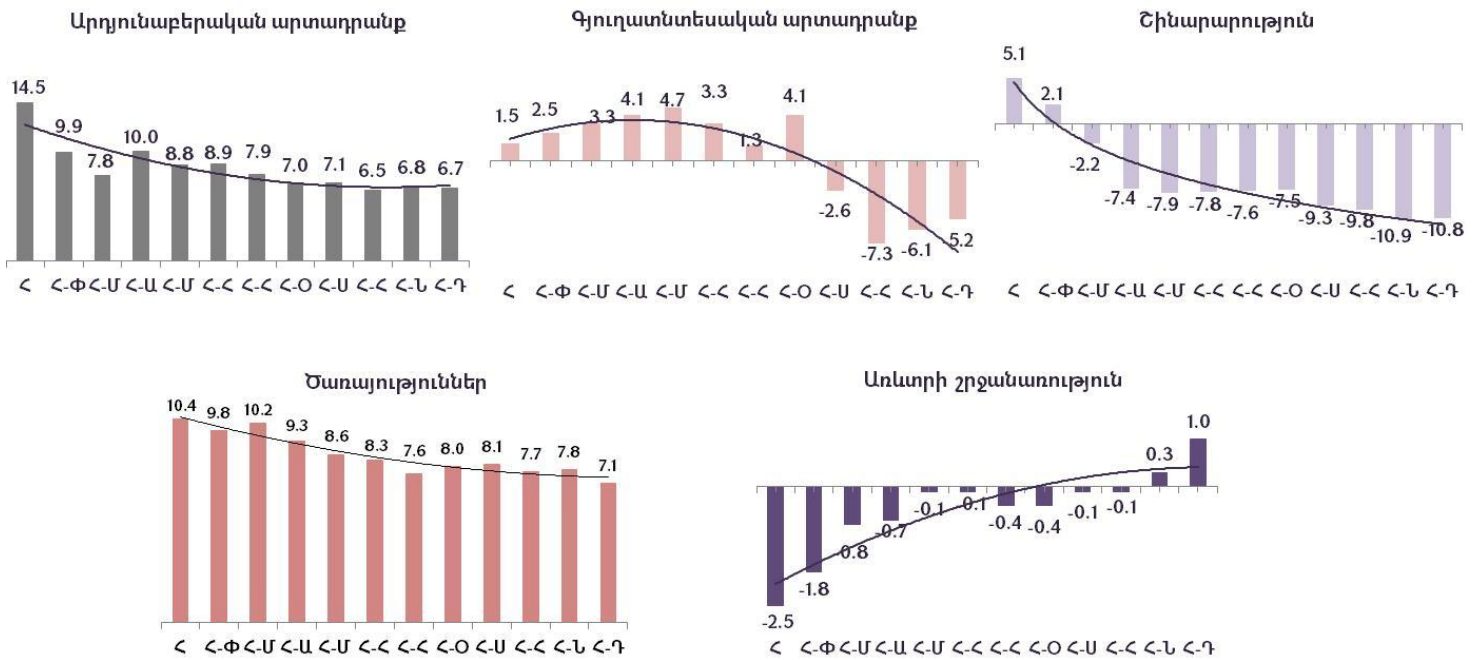 Արդյունաբերական արտադրանք
14.5 9.9 7.8 10.0 8.8 8.9 7.9 7.0 7.1 6.5 6.8 6.7
Հ Հ-Փ Հ-Մ Հ-Ա Հ-Մ Հ-Հ Հ-Հ Հ-Օ Հ-Ս Հ-Հ Հ-Ն Հ-Դ
Գյուղատնտեսական արտադրանք
1.5 2.5 3.3 4.1 4.7 3.3 1.3 4.1 -2.6 -7.3 -6.1 -5.2
Հ Հ-Փ Հ-Մ Հ-Ա Հ-Մ Հ-Հ Հ-Հ Հ-Օ Հ-Ս Հ-Հ Հ-Ն Հ-Դ
Շինարարություն
5.1 2.1 -2.2 -7.4 -7.9 -7.8 -7.6 -7.5 -9.3 -9.8 -10.9 -10.8
Հ Հ-Փ Հ-Մ Հ-Ա Հ-Մ Հ-Հ Հ-Հ Հ-Օ Հ-Ս Հ-Հ Հ-Ն Հ-Դ
Ծառայություններ
10.4 9.8 10.2 9.3 8.6 8.3 7.6 8.0 8.1 7.7 7.8 7.1
Հ Հ-Փ Հ-Մ Հ-Ա Հ-Մ Հ-Հ Հ-Հ Հ-Օ Հ-Ս Հ-Հ Հ-Ն Հ-Դ
Առևտրի շրջանառություն
-2.5 -1.8 -0.8 -0.7 -0.1 -0.1 -0.4 -0.4 -0.1 -0.1 0.3 1.0
Հ Հ-Փ Հ-Մ Հ-Ա Հ-Մ Հ-Հ Հ-Հ Հ-Օ Հ-Ս Հ-Հ Հ-Ն Հ-Դ